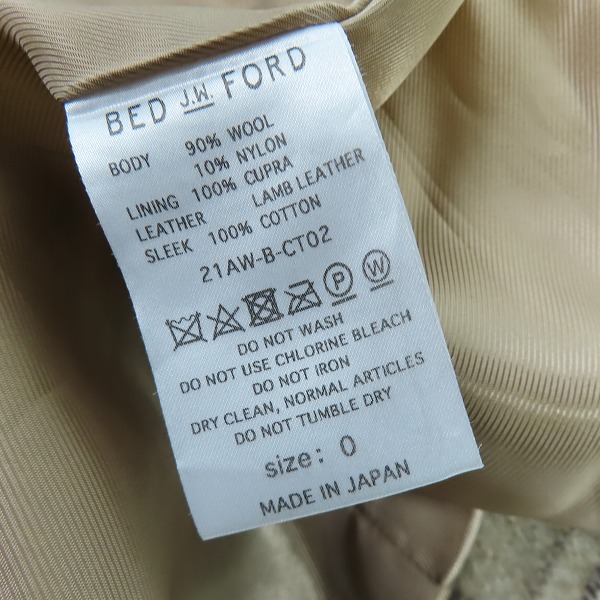 BED J.W. FORD
BODY 90% WOOL
10% NYLON
LINING 100% CUPRA
LEATHER LAMB LEATHER
SLEEK 100% COTTON
21AW-B-CT02
P W
DO NOT WASH
DO NOT USE CHLORINE BLEACH
DO NOT IRON
DRY CLEAN, NORMAL ARTICLES
DO NOT TUMBLE DRY
size: 0
MADE IN JAPAN